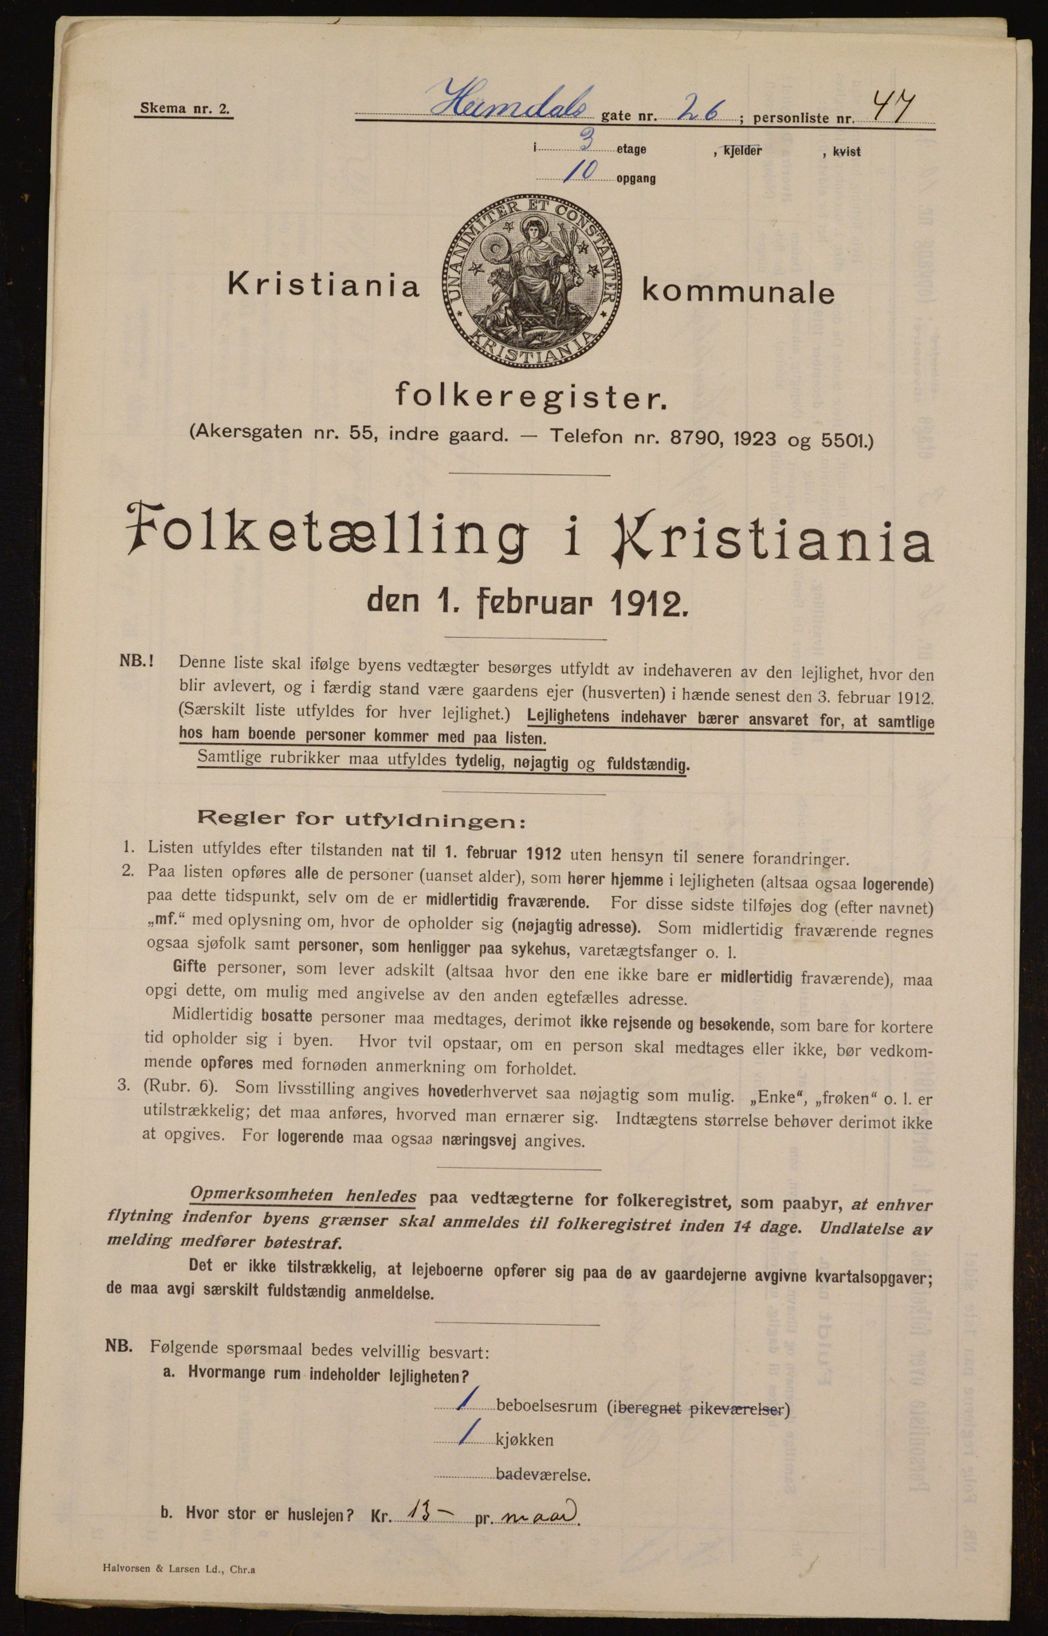 Skema nr. 2.
Heimdals gate nr. 26 ; personliste nr. 47
i 3 etage , kjelder , kvist
10 opgang
UNANIMITER ET CONSTANTER
KRISTIANIA
Kristiania kommunale
folkeregister.
(Akersgaten nr. 55, indre gaard. — Telefon nr. 8790, 1923 og 5501.)
Folketælling i Kristiania
den 1. februar 1912.
NB.! Denne liste skal ifølge byens vedtægter besørges utfyldt av indehaveren av den lejlighet, hvor den
blir avlevert, og i færdig stand være gaardens ejer (husverten) i hænde senest den 3. februar 1912.
(Særskilt liste utfyldes for hver lejlighet.) Lejlighetens indehaver bærer ansvaret for, at samtlige
hos ham boende personer kommer med paa listen.
Samtlige rubrikker maa utfyldes tydelig, nøjagtig og fuldstændig.
Regler for utfyldningen:
1. Listen utfyldes efter tilstanden nat til 1. februar 1912 uten hensyn til senere forandringer.
2. Paa listen opføres alle de personer (uanset alder), som hører hjemme i lejligheten (altsaa ogsaa logerende)
paa dette tidspunkt, selv om de er midlertidig fraværende. For disse sidste tilføjes dog (efter navnet)
„mf.“ med oplysning om, hvor de opholder sig (nøjagtig adresse). Som midlertidig fraværende regnes
ogsaa sjøfolk samt personer, som henligger paa sykehus, varetægtsfanger o. l.
Gifte personer, som lever adskilt (altsaa hvor den ene ikke bare er midlertidig fraværende), maa
opgi dette, om mulig med angivelse av den anden egtefælles adresse.
Midlertidig bosatte personer maa medtages, derimot ikke rejsende og besøkende, som bare for kortere
tid opholder sig i byen. Hvor tvil opstaar, om en person skal medtages eller ikke, bør vedkom-
mende opføres med fornøden anmerkning om forholdet.
3. (Rubr. 6). Som livsstilling angives hovederhvervet saa nøjagtig som mulig. „Enke“, „frøken“ o. l. er
utilstrækkelig; det maa anføres, hvorved man ernærer sig. Indtægtens størrelse behøver derimot ikke
at opgives. For logerende maa ogsaa næringsvej angives.
Opmerksomheten henledes paa vedtægterne for folkeregistret, som paabyr, at enhver
flytning indenfor byens grænser skal anmeldes til folkeregistret inden 14 dage. Undlatelse av
melding medfører bøtestraf.
Det er ikke tilstrækkelig, at lejeboerne opfører sig paa de av gaardejerne avgivne kvartalsopgaver;
de maa avgi særskilt fuldstændig anmeldelse.
NB. Følgende spørsmaal bedes velvillig besvart:
a. Hvormange rum indeholder lejligheten?
1 beboelsesrum (iberegnet pikeværelser)
1 kjøkken
badeværelse.
b. Hvor stor er huslejen? Kr. 13– pr. maad.
Halvorsen & Larsen Ld., Chr.a